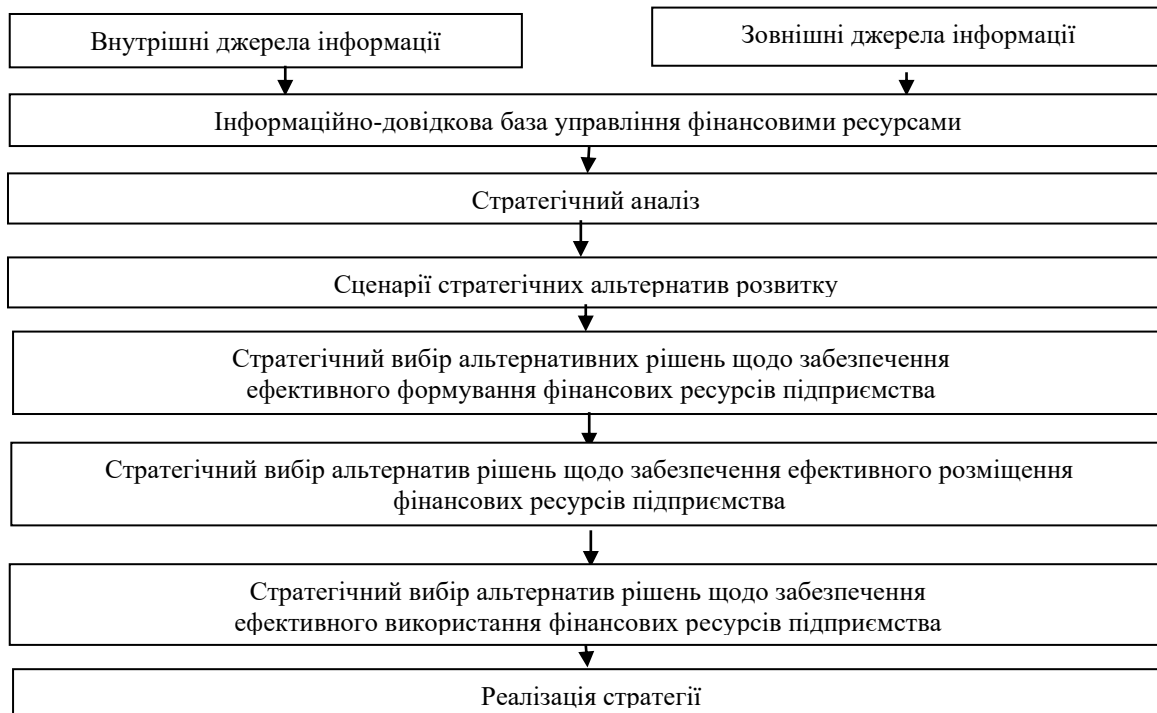 Внутрішні джерела інформації
Зовнішні джерела інформації
Інформаційно-довідкова база управління фінансовими ресурсами
Стратегічний аналіз
Сценарії стратегічних альтернатив розвитку
Стратегічний вибір альтернативних рішень щодо забезпечення
ефективного формування фінансових ресурсів підприємства
Стратегічний вибір альтернатив рішень щодо забезпечення ефективного розміщення
фінансових ресурсів підприємства
Стратегічний вибір альтернатив рішень щодо забезпечення
ефективного використання фінансових ресурсів підприємства
Реалізація стратегії